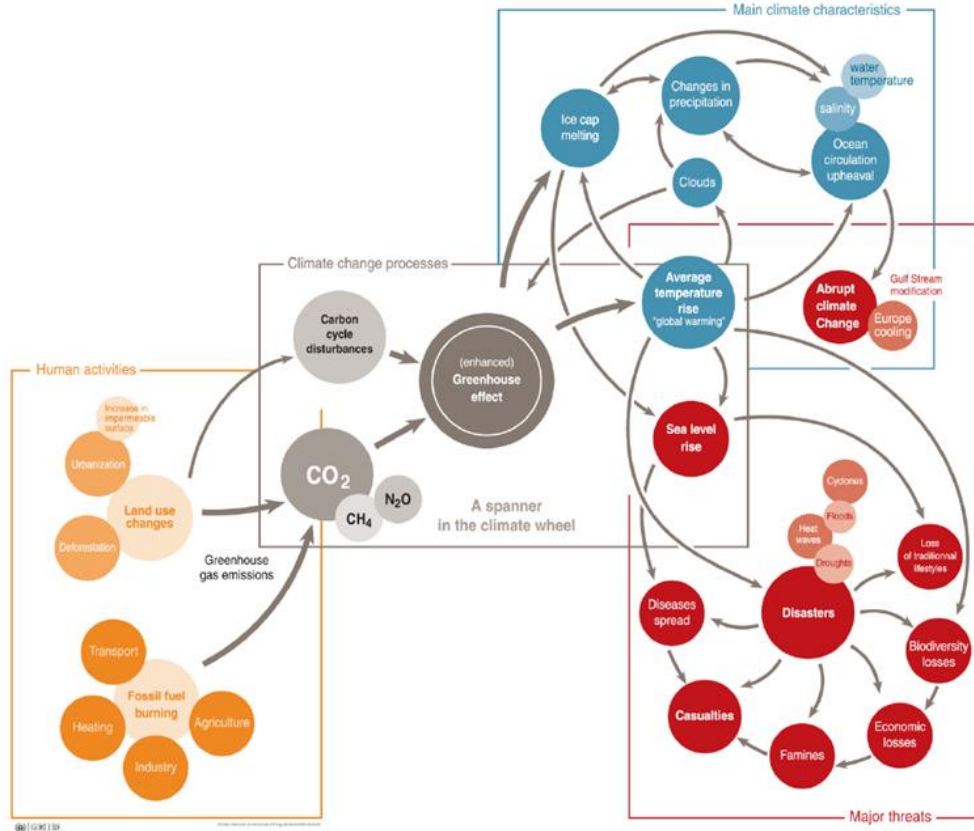 Main climate characteristics
water
temperature
Changes in
precipitation
salinity
Ice cap
melting
Ocean
circulation
upheaval
Clouds
Climate change processes
Average
temperature
rise
"global warming"
Gulf Stream
modification
Abrupt
climate
Change
Europe
cooling
Carbon
cycle
disturbances
(enhanced)
Greenhouse
effect
Human activities
Increase in
impermeable
surface
Urbanization
Land use
changes
Deforestation
Sea level
rise
CO₂
N₂O
CH₄
A spanner
in the climate wheel
Greenhouse
gas emissions
Cyclones
Floods
Heat
waves
Droughts
Loss
of traditionnal
lifestyles
Diseases
spread
Disasters
Biodiversity
losses
Transport
Fossil fuel
burning
Heating
Agriculture
Industry
Casualties
Economic
losses
Famines
Major threats